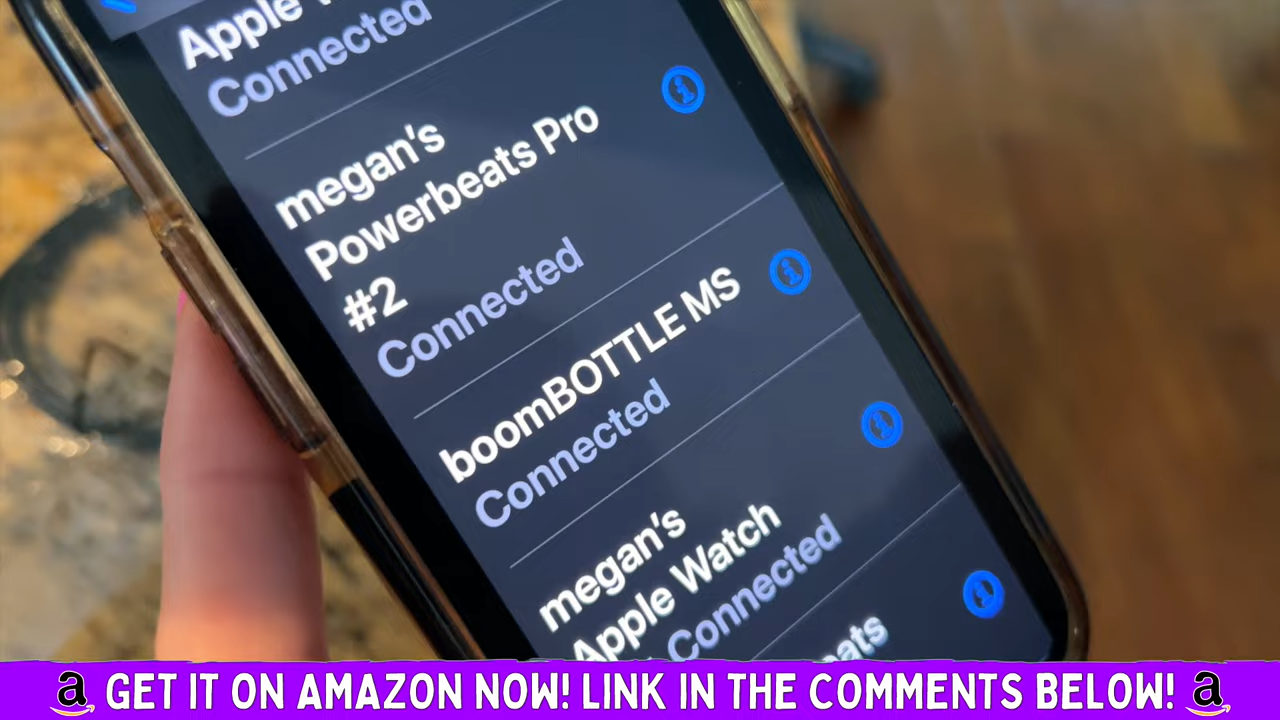 Apple
Connected
megan's
Powerbeats Pro
#2
Connected
boomBOTTLE MS
Connected
megan's
Apple Watch
Connected
a GET IT ON AMAZON NOW! LINK IN THE COMMENTS BELOW! a